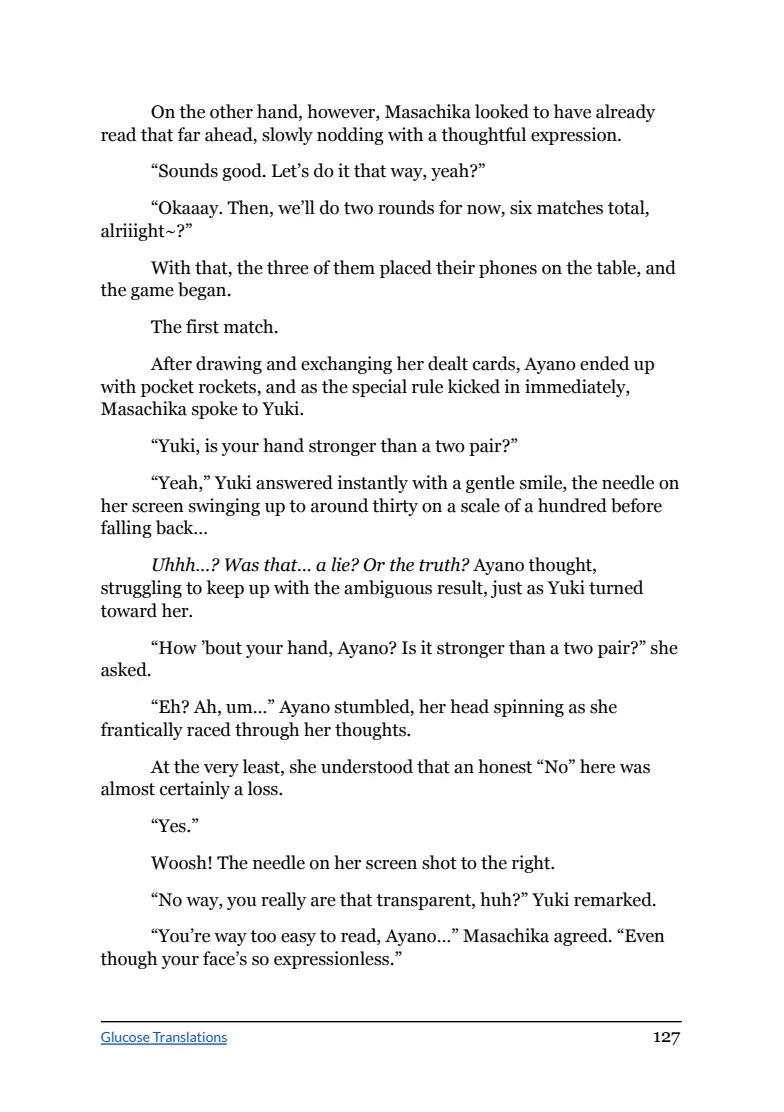 On the other hand, however, Masachika looked to have already
read that far ahead, slowly nodding with a thoughtful expression.
“Sounds good. Let’s do it that way, yeah?”
“Okaaay. Then, we’ll do two rounds for now, six matches total,
alriiight~?”
With that, the three of them placed their phones on the table, and
the game began.
The first match.
After drawing and exchanging her dealt cards, Ayano ended up
with pocket rockets, and as the special rule kicked in immediately,
Masachika spoke to Yuki.
“Yuki, is your hand stronger than a two pair?”
“Yeah,” Yuki answered instantly with a gentle smile, the needle on
her screen swinging up to around thirty on a scale of a hundred before
falling back…
Uhhh…? Was that… a lie? Or the truth? Ayano thought,
struggling to keep up with the ambiguous result, just as Yuki turned
toward her.
“How ’bout your hand, Ayano? Is it stronger than a two pair?” she
asked.
“Eh? Ah, um…” Ayano stumbled, her head spinning as she
frantically raced through her thoughts.
At the very least, she understood that an honest “No” here was
almost certainly a loss.
“Yes.”
Woosh! The needle on her screen shot to the right.
“No way, you really are that transparent, huh?” Yuki remarked.
“You’re way too easy to read, Ayano…” Masachika agreed. “Even
though your face’s so expressionless.”
Glucose Translations 127